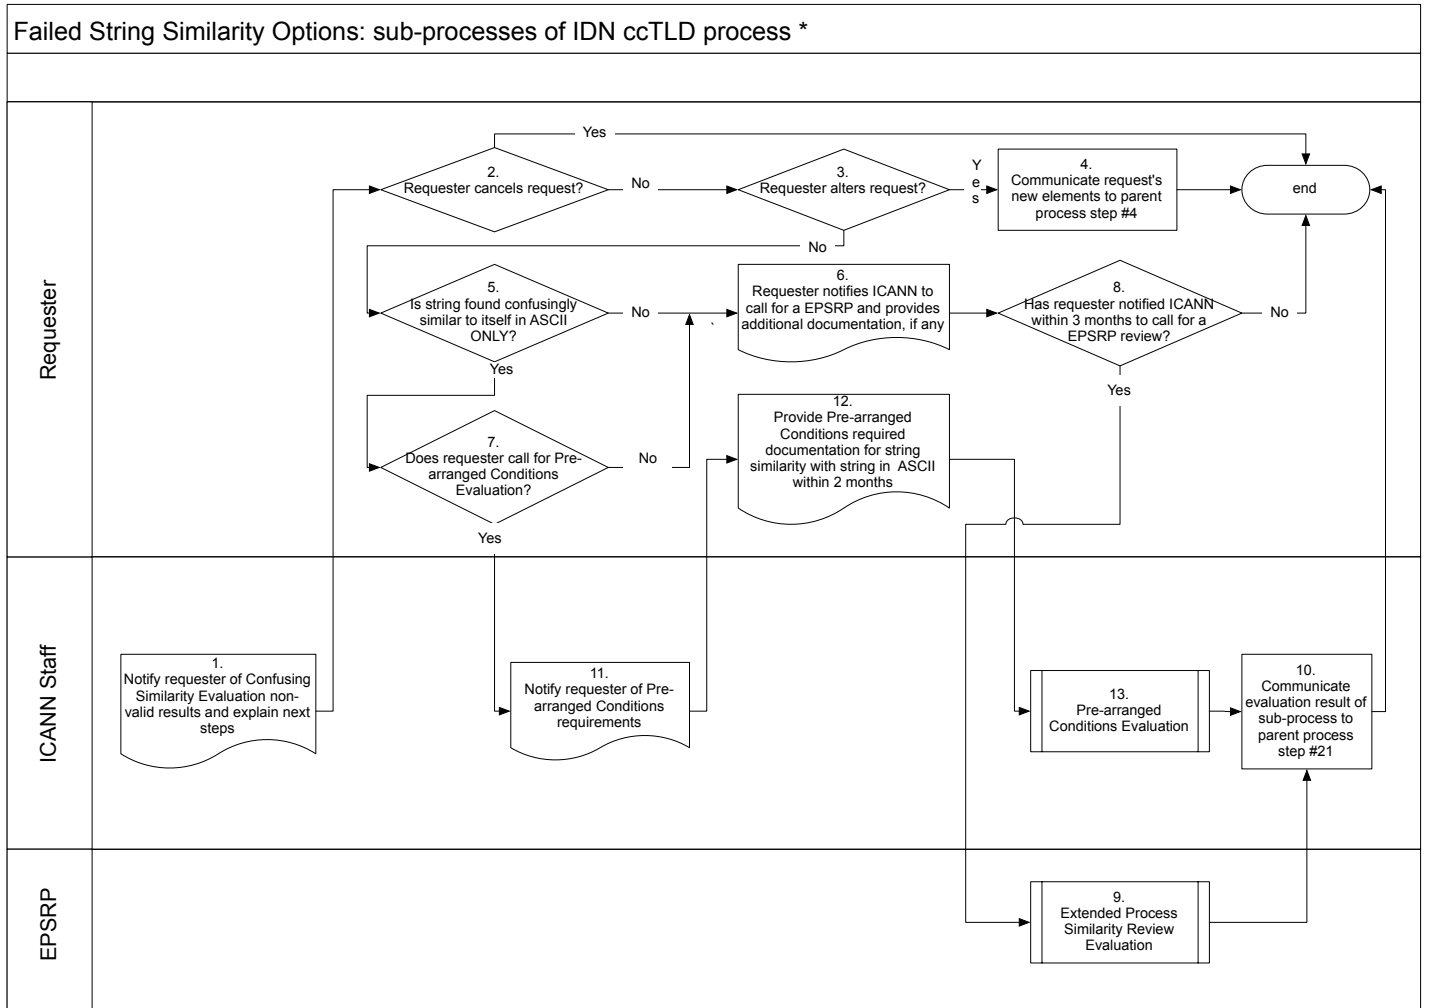 Failed String Similarity Options: sub-processes of IDN ccTLD process *
Requester
Yes
2.
Requester cancels request?
No
3.
Requester alters request?
Yes
4.
Communicate request's
new elements to parent
process step #4
end
No
5.
Is string found confusingly
similar to itself in ASCII
ONLY?
No
6.
Requester notifies ICANN to
call for a EPSRP and provides
additional documentation, if any
8.
Has requester notified ICANN
within 3 months to call for a
EPSRP review?
No
Yes
Yes
7.
Does requester call for Pre-
arranged Conditions
Evaluation?
No
12.
Provide Pre-arranged
Conditions required
documentation for string
similarity with string in ASCII
within 2 months
Yes
ICANN Staff
1.
Notify requester of Confusing
Similarity Evaluation non-
valid results and explain next
steps
11.
Notify requester of Pre-
arranged Conditions
requirements
13.
Pre-arranged
Conditions Evaluation
10.
Communicate
evaluation result of
sub-process to
parent process
step #21
EPSRP
9.
Extended Process
Similarity Review
Evaluation